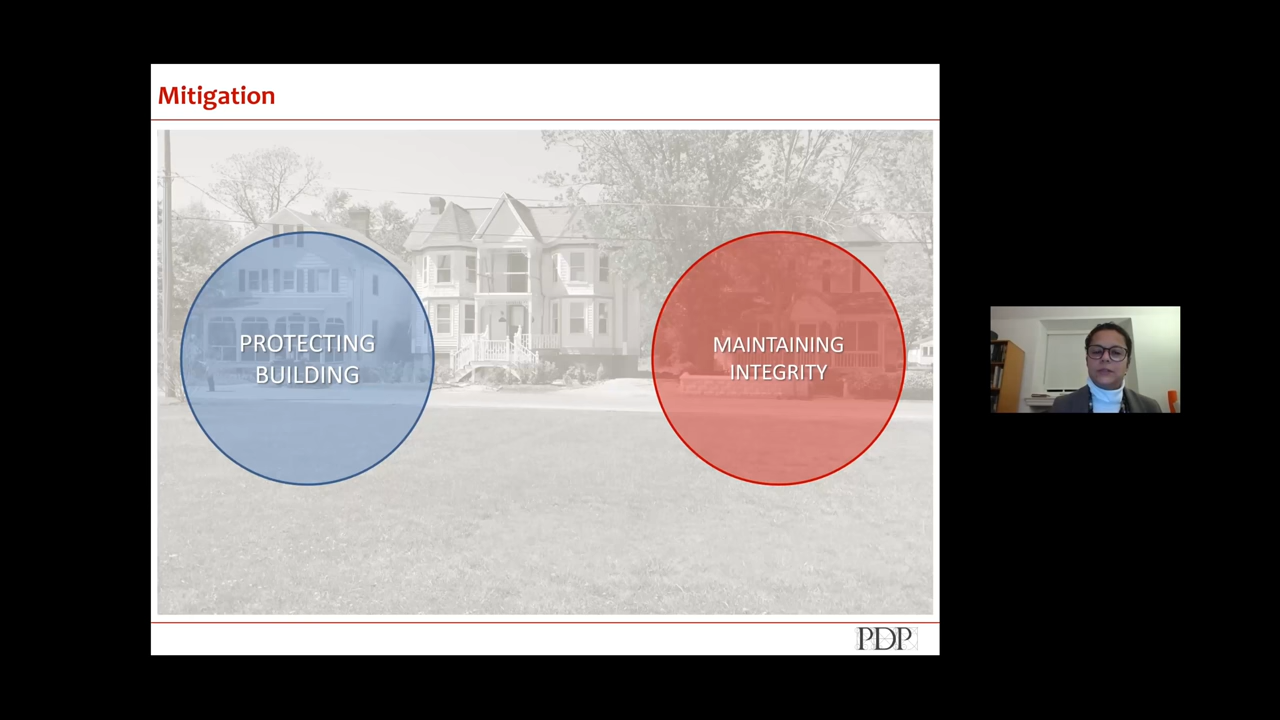 Mitigation
PROTECTING
BUILDING
MAINTAINING
INTEGRITY
PDP